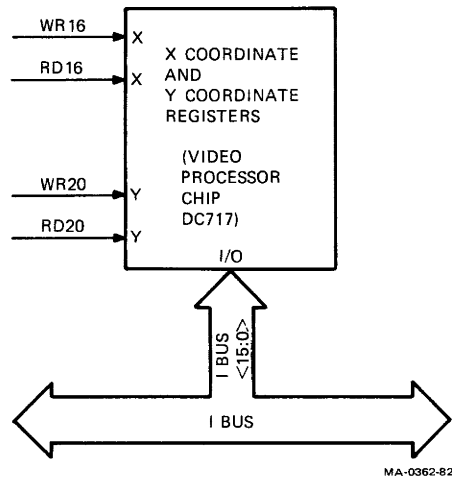 WR16
X
RD16
X
X COORDINATE
AND
Y COORDINATE
REGISTERS
(VIDEO
PROCESSOR
CHIP
DC717)
WR20
Y
RD20
Y
I/O
I BUS
<15:0>
I BUS
MA-0362-82